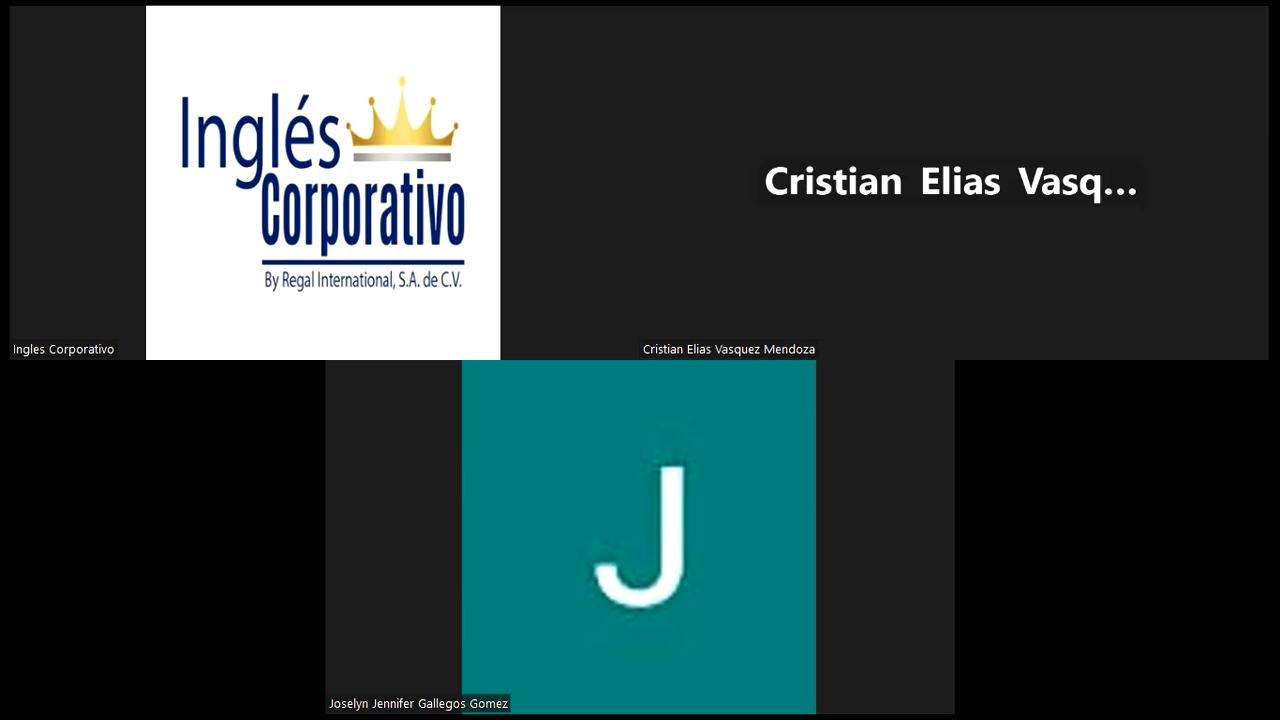 Inglés
Corporativo
By Regal International, S.A. de C.V.
Cristian Elias Vasq...
Ingles Corporativo
Cristian Elias Vasquez Mendoza
J
Joselyn Jennifer Gallegos Gomez